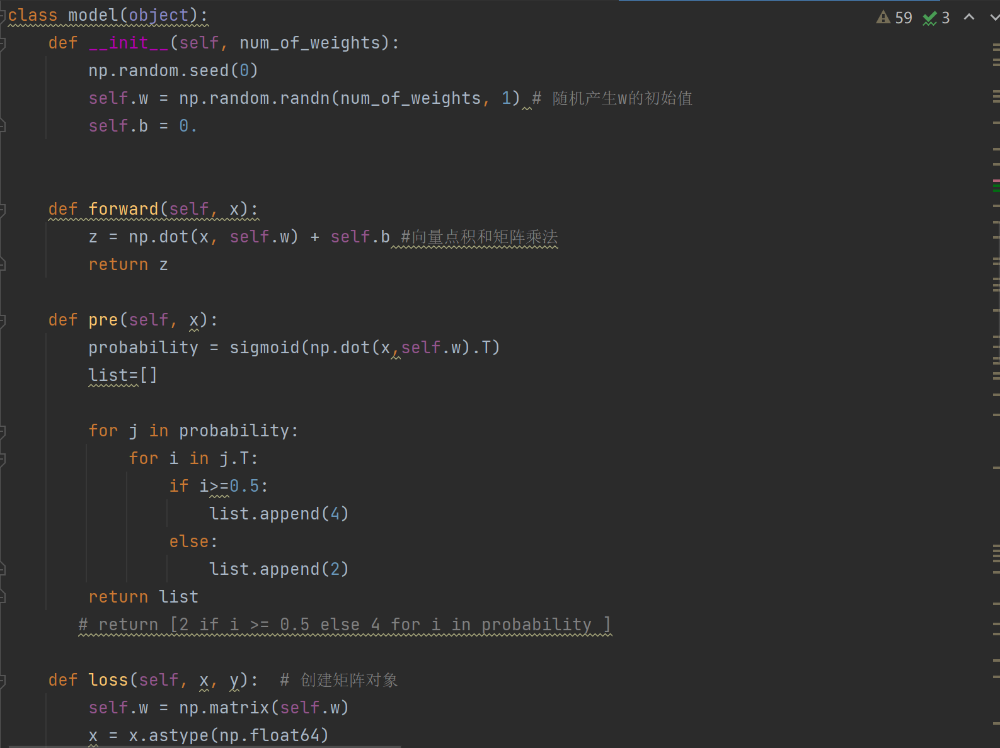 class model(object):
59 3
    def __init__(self, num_of_weights):
        np.random.seed(0)
        self.w = np.random.randn(num_of_weights, 1) # 随机产生w的初始值
        self.b = 0.
    def forward(self, x):
        z = np.dot(x, self.w) + self.b #向量点积和矩阵乘法
        return z
    def pre(self, x):
        probability = sigmoid(np.dot(x,self.w).T)
        list=[]
        for j in probability:
            for i in j.T:
                if i>=0.5:
                    list.append(4)
                else:
                    list.append(2)
        return list
       # return [2 if i >= 0.5 else 4 for i in probability ]
    def loss(self, x, y):  # 创建矩阵对象
        self.w = np.matrix(self.w)
        x = x.astype(np.float64)